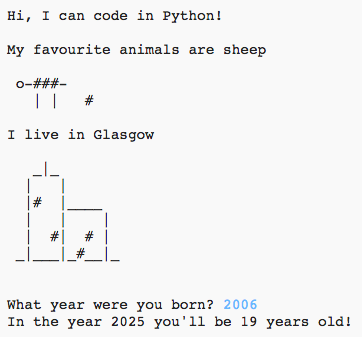 Hi, I can code in Python!
My favourite animals are sheep
o-###-
| |   #
I live in Glasgow
_|_
|   |
|#  |____
|   |    |
|  #|  # |
_|___|_#__|_
What year were you born? 2006
In the year 2025 you'll be 19 years old!